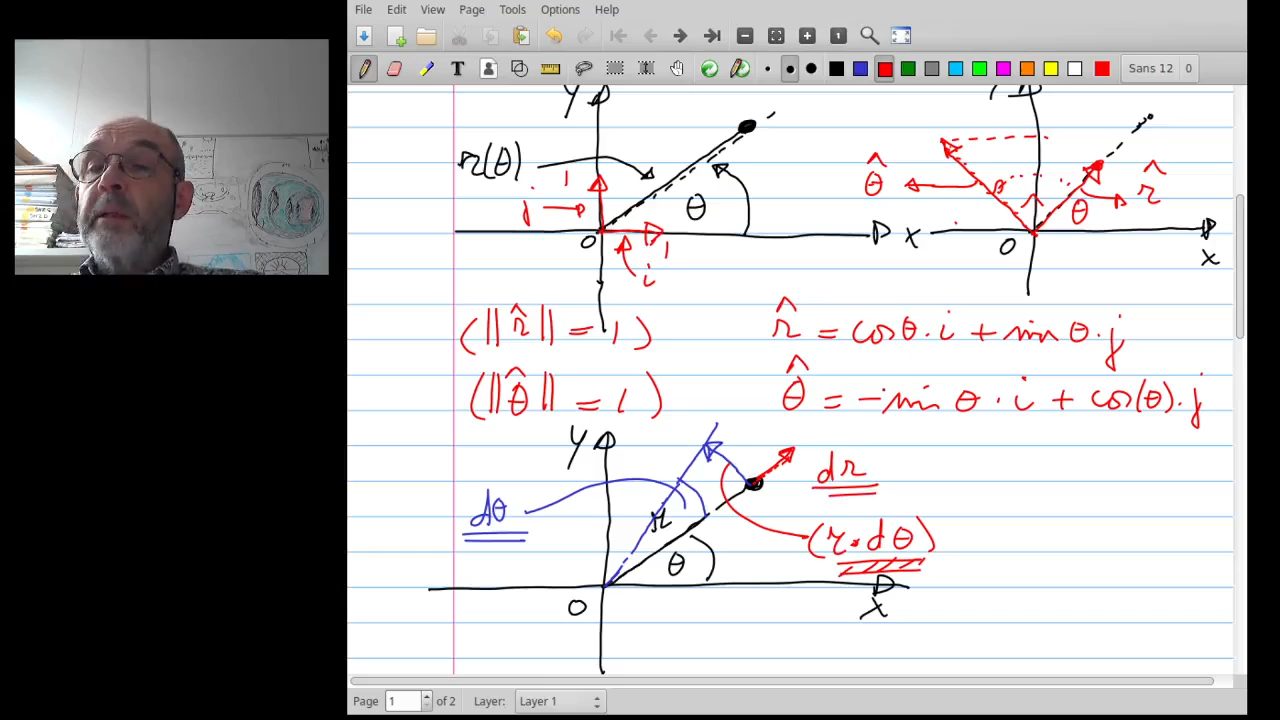 File Edit View Page Tools Options Help
Sans 12 0
y
r(θ)
θ
j
1
0
i
1
x
θ̂
r̂
θ
0
x
(||r̂|| = 1)
r̂ = cosθ·i + sin θ·j
(||θ̂|| = 1)
θ̂ = -sin θ·i + cos(θ)·j
y
dr
dθ
r
(r·dθ)
θ
0
x
Page 1 of 2 Layer: Layer 1